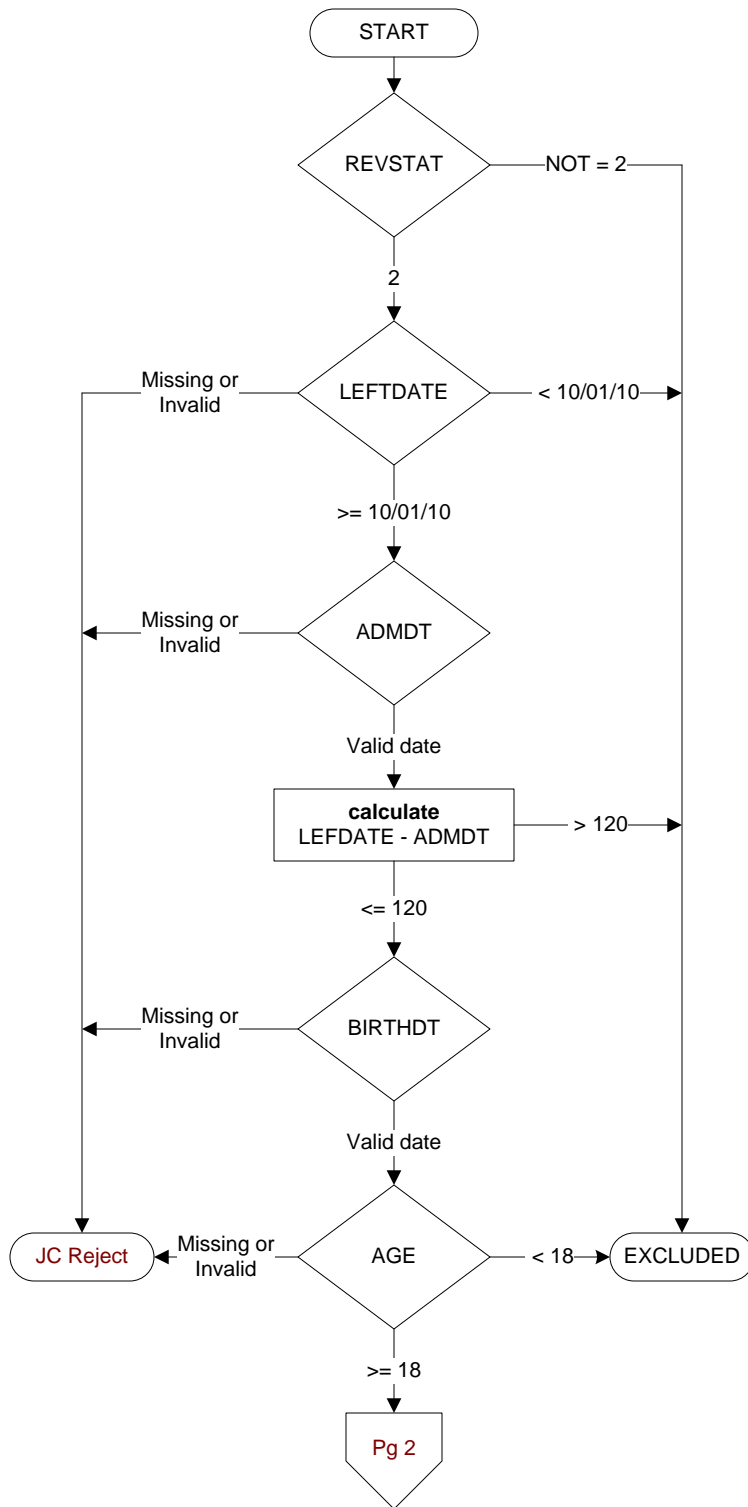 START
REVSTAT
NOT = 2
2
Missing or
Invalid
LEFTDATE
< 10/01/10
>= 10/01/10
Missing or
Invalid
ADMDT
Valid date
calculate
LEFDATE - ADMDT
> 120
<= 120
Missing or
Invalid
BIRTHDT
Valid date
JC Reject
Missing or
Invalid
AGE
< 18
EXCLUDED
>= 18
Pg 2